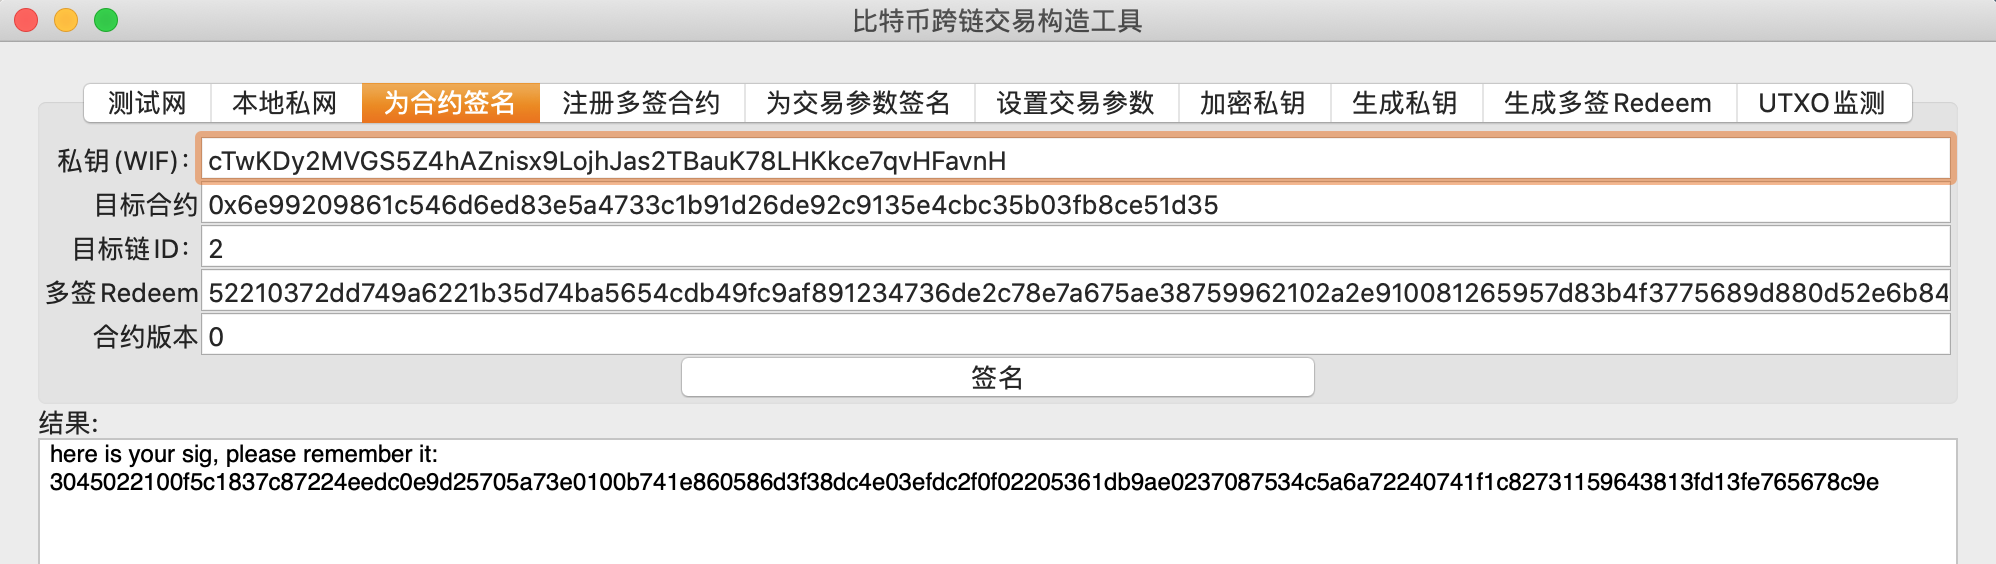 比特币跨链交易构造工具
测试网 本地私网 为合约签名 注册多签合约 为交易参数签名 设置交易参数 加密私钥 生成私钥 生成多签Redeem UTXO监测
私钥(WIF): cTwKDy2MVGS5Z4hAZnisx9LojhJas2TBauK78LHKkce7qvHFavnH
目标合约 0x6e99209861c546d6ed83e5a4733c1b91d26de92c9135e4cbc35b03fb8ce51d35
目标链ID: 2
多签Redeem 52210372dd749a6221b35d74ba5654cdb49fc9af891234736de2c78e7a675ae38759962102a2e910081265957d83b4f3775689d880d52e6b84
合约版本 0
签名
结果:
here is your sig, please remember it:
3045022100f5c1837c87224eedc0e9d25705a73e0100b741e860586d3f38dc4e03efdc2f0f02205361db9ae0237087534c5a6a72240741f1c82731159643813fd13fe765678c9e